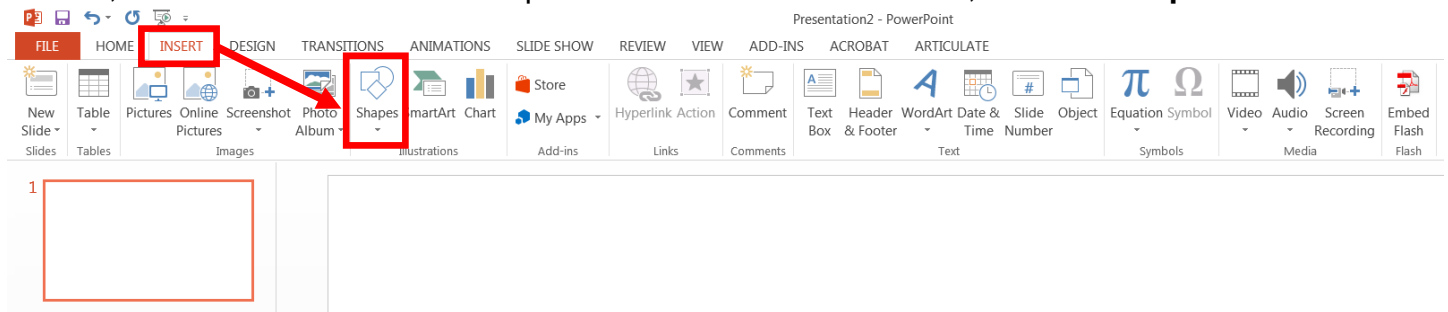 Presentation2 - PowerPoint
FILE HOME INSERT DESIGN TRANSITIONS ANIMATIONS SLIDE SHOW REVIEW VIEW ADD-INS ACROBAT ARTICULATE
New Slide
Table
Pictures
Online Pictures
Screenshot
Photo Album
Shapes
SmartArt
Chart
Store
My Apps
Hyperlink
Action
Comment
Text Box
Header & Footer
WordArt
Date & Time
Slide Number
Object
Equation
Symbol
Video
Audio
Screen Recording
Embed Flash
Slides Tables Images Illustrations Add-ins Links Comments Text Symbols Media Flash
1